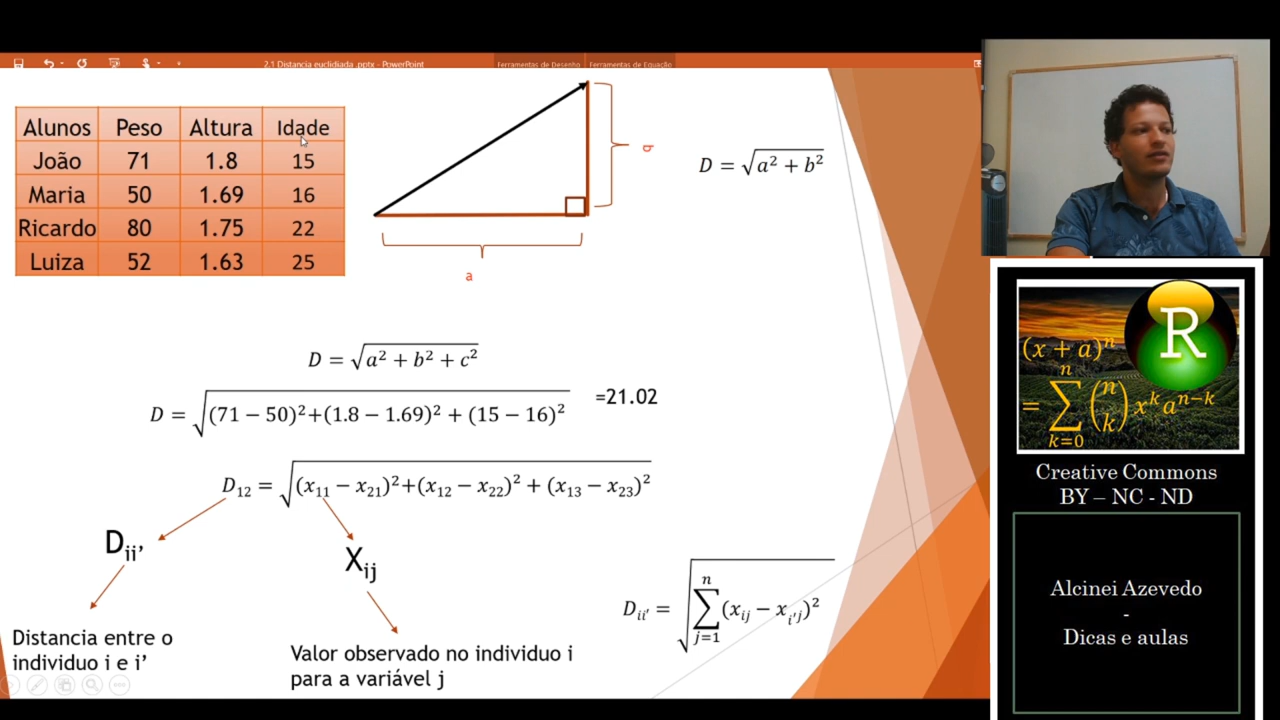 2.1 Distancia euclidiada .pptx - PowerPoint
Ferramentas de Desenho
Ferramentas de Equação
Alunos Peso Altura Idade
João 71 1.8 15
Maria 50 1.69 16
Ricardo 80 1.75 22
Luiza 52 1.63 25
a
b
D = √(a² + b²)
D = √(a² + b² + c²)
D = √((71 − 50)²+(1.8 − 1.69)² + (15 − 16)²) =21.02
D₁₂ = √((x₁₁ − x₂₁)²+(x₁₂ − x₂₂)² + (x₁₃ − x₂₃)²)
Dii'
Xij
Dii' = √(∑ j=1 n (xij − xi'j)²)
Distancia entre o
individuo i e i'
Valor observado no individuo i
para a variável j
R
(x + a)ⁿ
= ∑ k=0 n (n k) xᵏ aⁿ⁻ᵏ
Creative Commons
BY – NC - ND
Alcinei Azevedo
-
Dicas e aulas